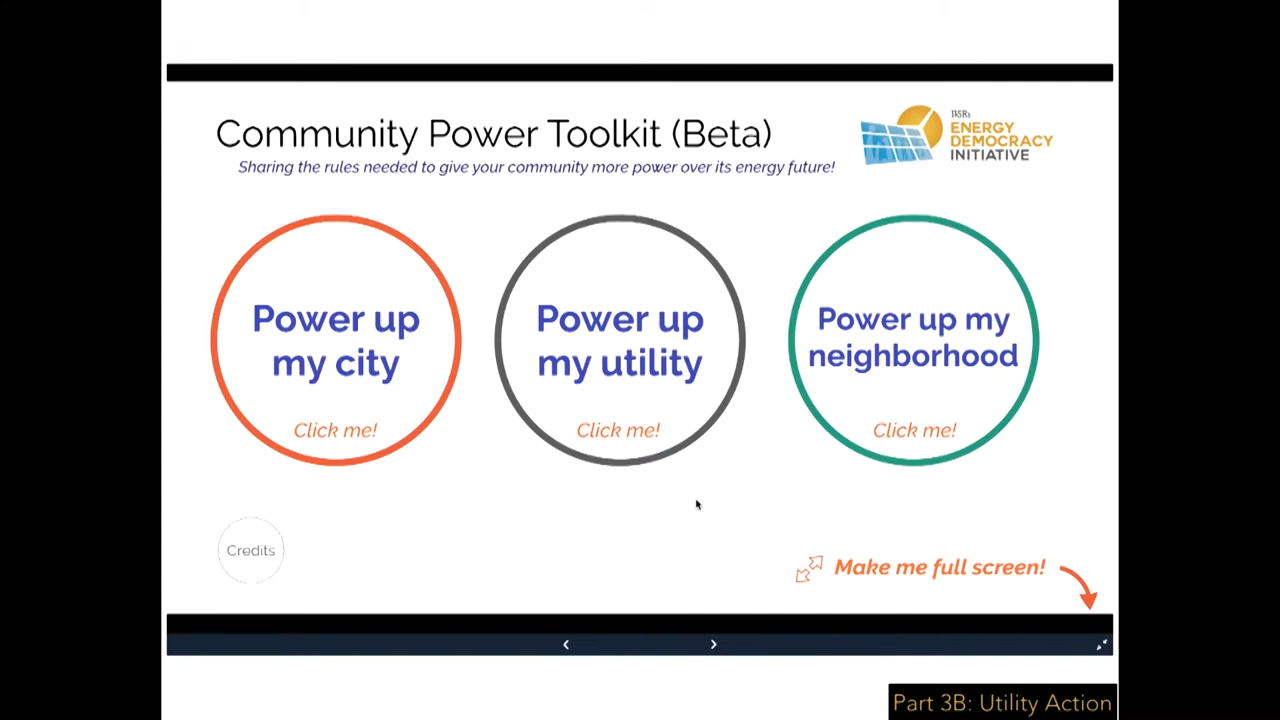 Community Power Toolkit (Beta)
Sharing the rules needed to give your community more power over its energy future!
ILSR's
ENERGY
DEMOCRACY
INITIATIVE
Power up
my city
Click me!
Power up
my utility
Click me!
Power up my
neighborhood
Click me!
Credits
Make me full screen!
Part 3B: Utility Action